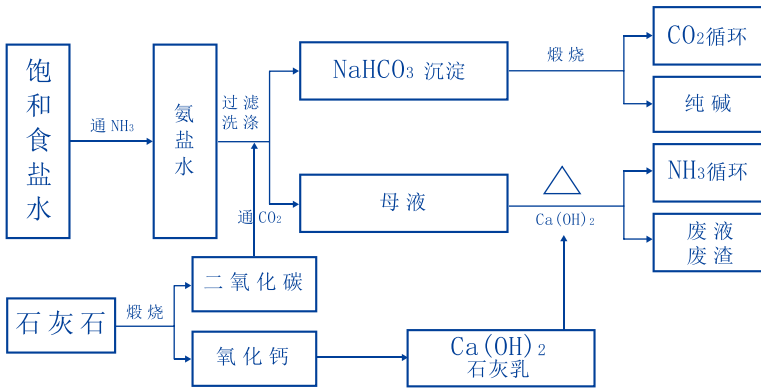 饱和食盐水
通 NH₃
氨盐水
过 滤
洗 涤
通 CO₂
NaHCO₃ 沉淀
煅 烧
CO₂循环
纯 碱
母 液
△
Ca(OH)₂
NH₃循环
废 液
废 渣
石 灰 石
煅 烧
二 氧 化 碳
氧 化 钙
Ca(OH)₂
石 灰 乳